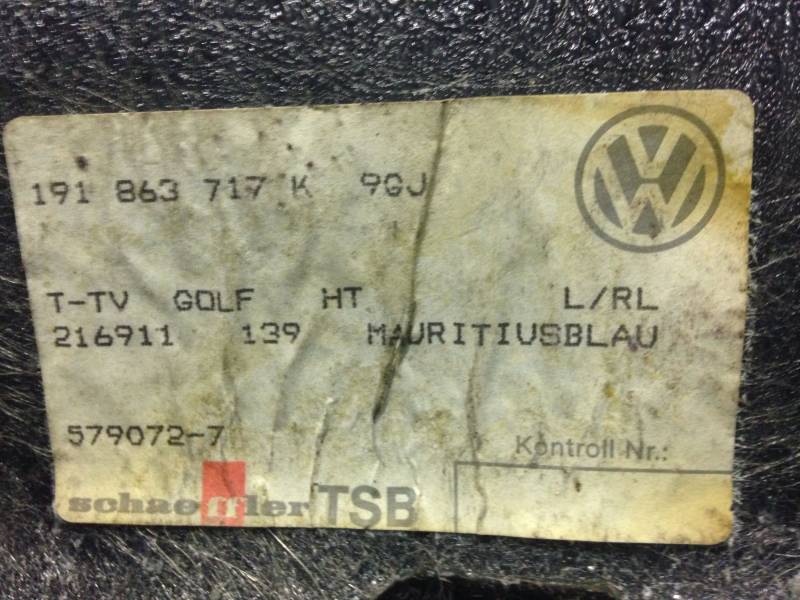 191 863 717 K 9GJ
T-TV GOLF HT L/RL
216911 139 MAURITIUSBLAU
579072-7
Kontroll Nr.:
schaeffler TSB